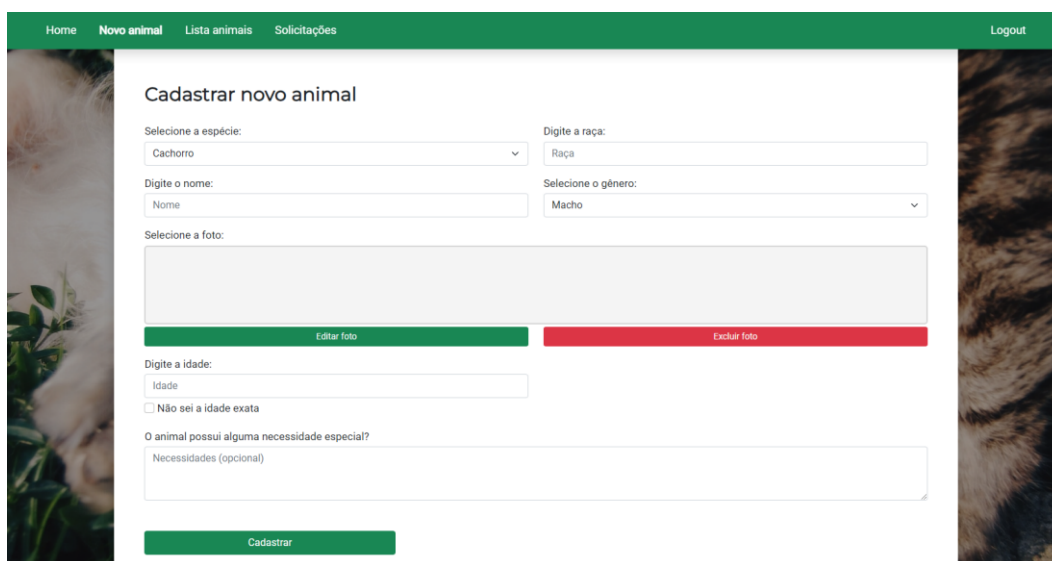 Home Novo animal Lista animais Solicitações Logout
Cadastrar novo animal
Selecione a espécie: Digite a raça:
Cachorro Raça
Digite o nome: Selecione o gênero:
Nome Macho
Selecione a foto:
Editar foto Excluir foto
Digite a idade:
Idade
Não sei a idade exata
O animal possui alguma necessidade especial?
Necessidades (opcional)
Cadastrar